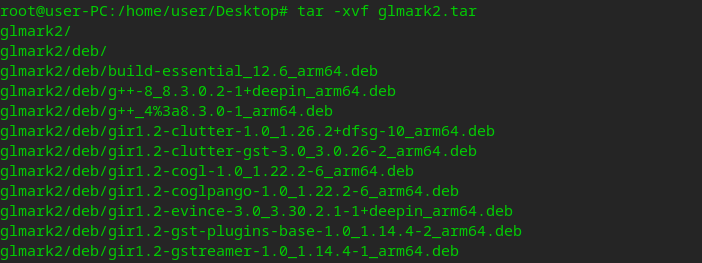 root@user-PC:/home/user/Desktop# tar -xvf glmark2.tar
glmark2/
glmark2/deb/
glmark2/deb/build-essential_12.6_arm64.deb
glmark2/deb/g++-8_8.3.0.2-1+deepin_arm64.deb
glmark2/deb/g++_4%3a8.3.0-1_arm64.deb
glmark2/deb/gir1.2-clutter-1.0_1.26.2+dfsg-10_arm64.deb
glmark2/deb/gir1.2-clutter-gst-3.0_3.0.26-2_arm64.deb
glmark2/deb/gir1.2-cogl-1.0_1.22.2-6_arm64.deb
glmark2/deb/gir1.2-coglpango-1.0_1.22.2-6_arm64.deb
glmark2/deb/gir1.2-evince-3.0_3.30.2.1-1+deepin_arm64.deb
glmark2/deb/gir1.2-gst-plugins-base-1.0_1.14.4-2_arm64.deb
glmark2/deb/gir1.2-gstreamer-1.0_1.14.4-1_arm64.deb